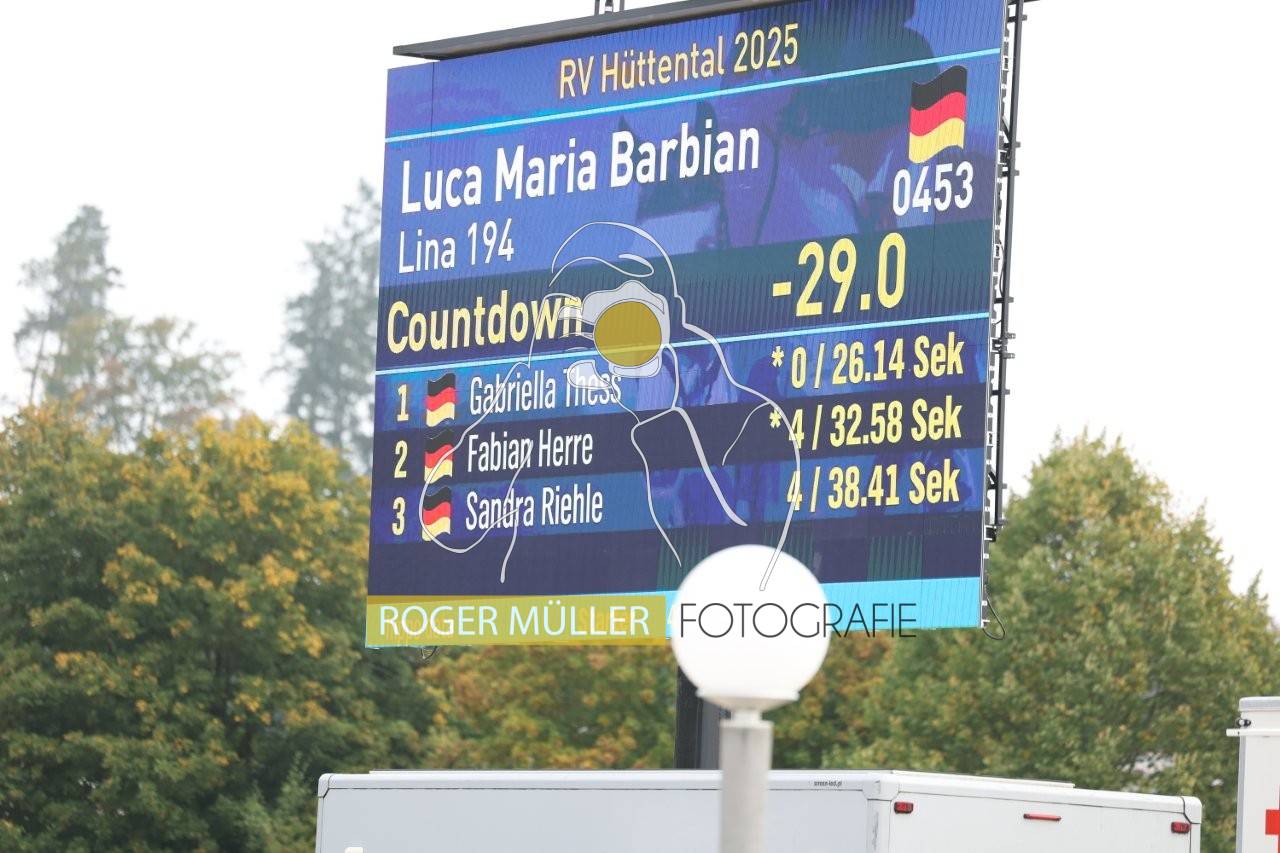 RV Hüttental 2025
Luca Maria Barbian
0453
Lina 194
Countdown -29.0
1 Gabriella Thess * 0 / 26.14 Sek
2 Fabian Herre * 4 / 32.58 Sek
3 Sandra Riehle 4 / 38.41 Sek
ROGER MÜLLER FOTOGRAFIE